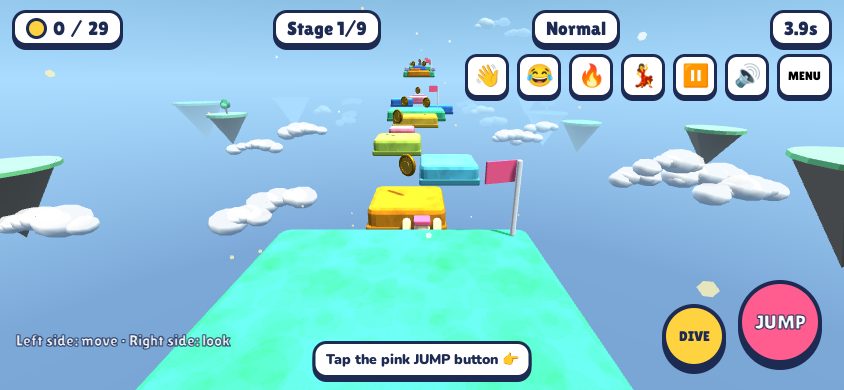 0 / 29
Stage 1/9
Normal
3.9s
MENU
Left side: move · Right side: look
Tap the pink JUMP button 👉
DIVE
JUMP